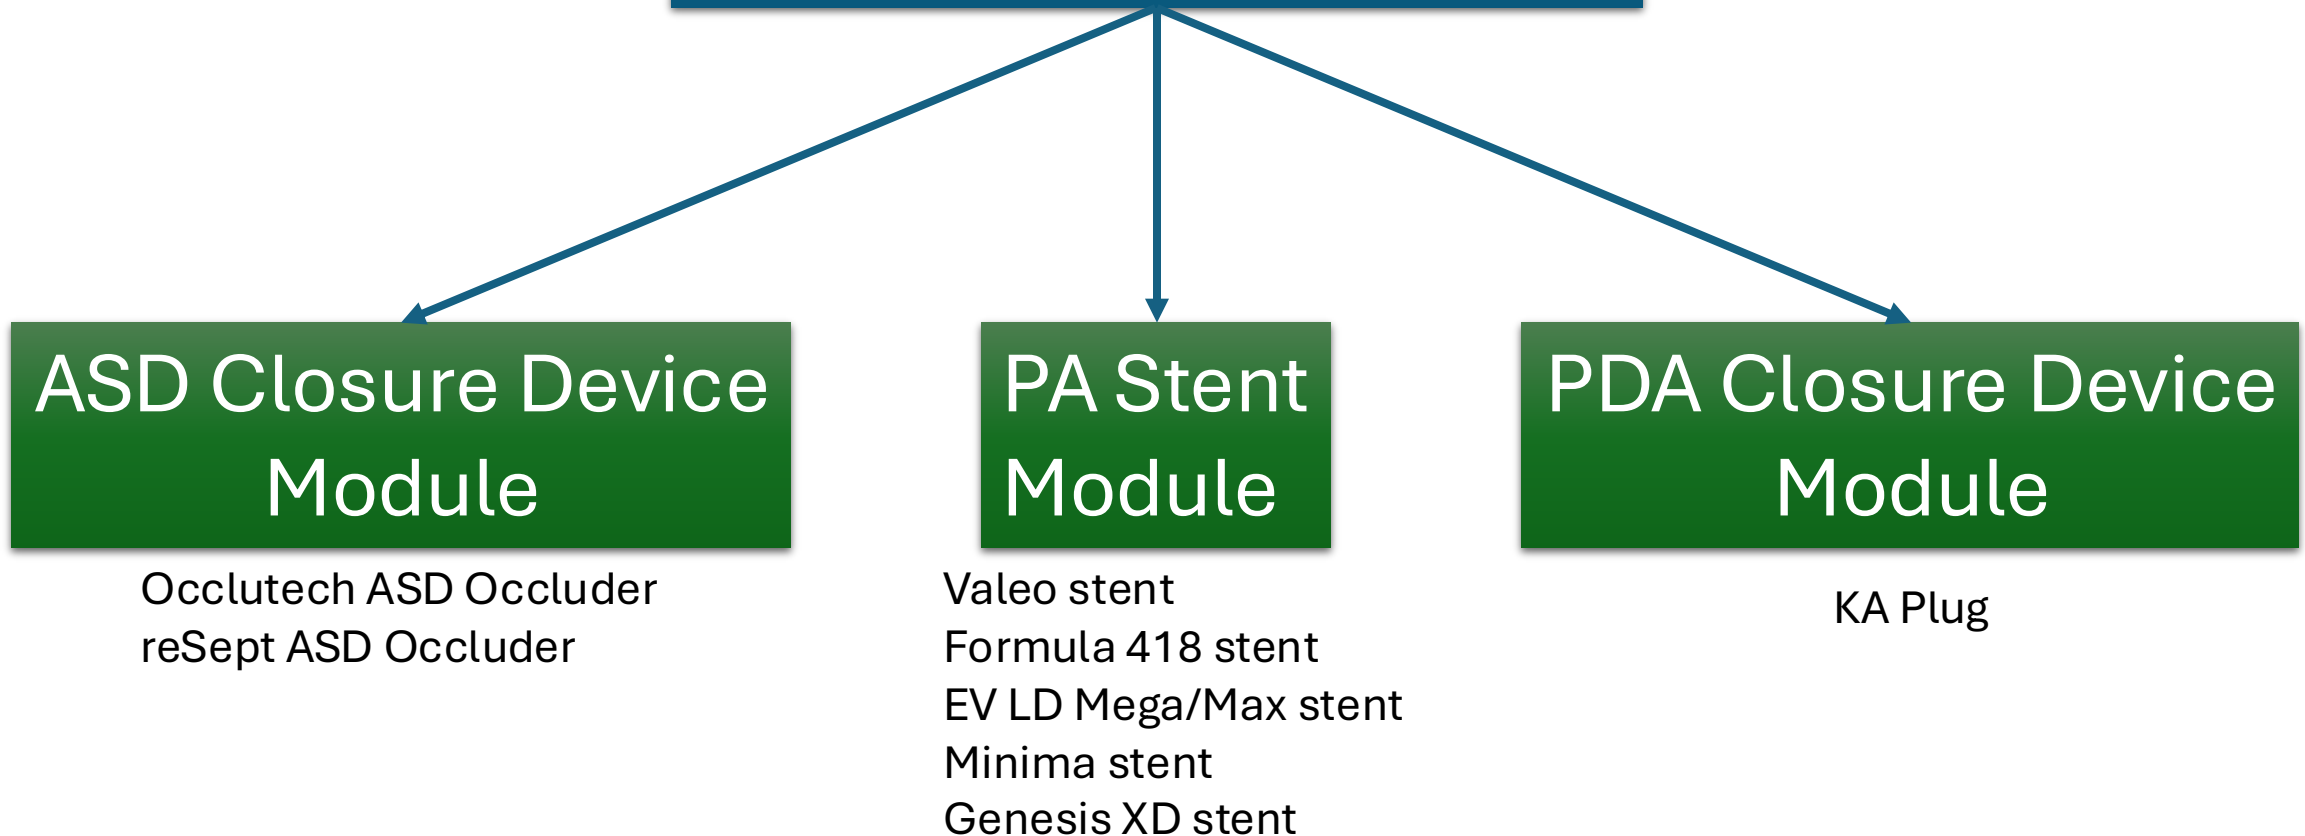 ASD Closure Device
Module
PA Stent
Module
PDA Closure Device
Module
Occlutech ASD Occluder
reSept ASD Occluder
Valeo stent
Formula 418 stent
EV LD Mega/Max stent
Minima stent
Genesis XD stent
KA Plug